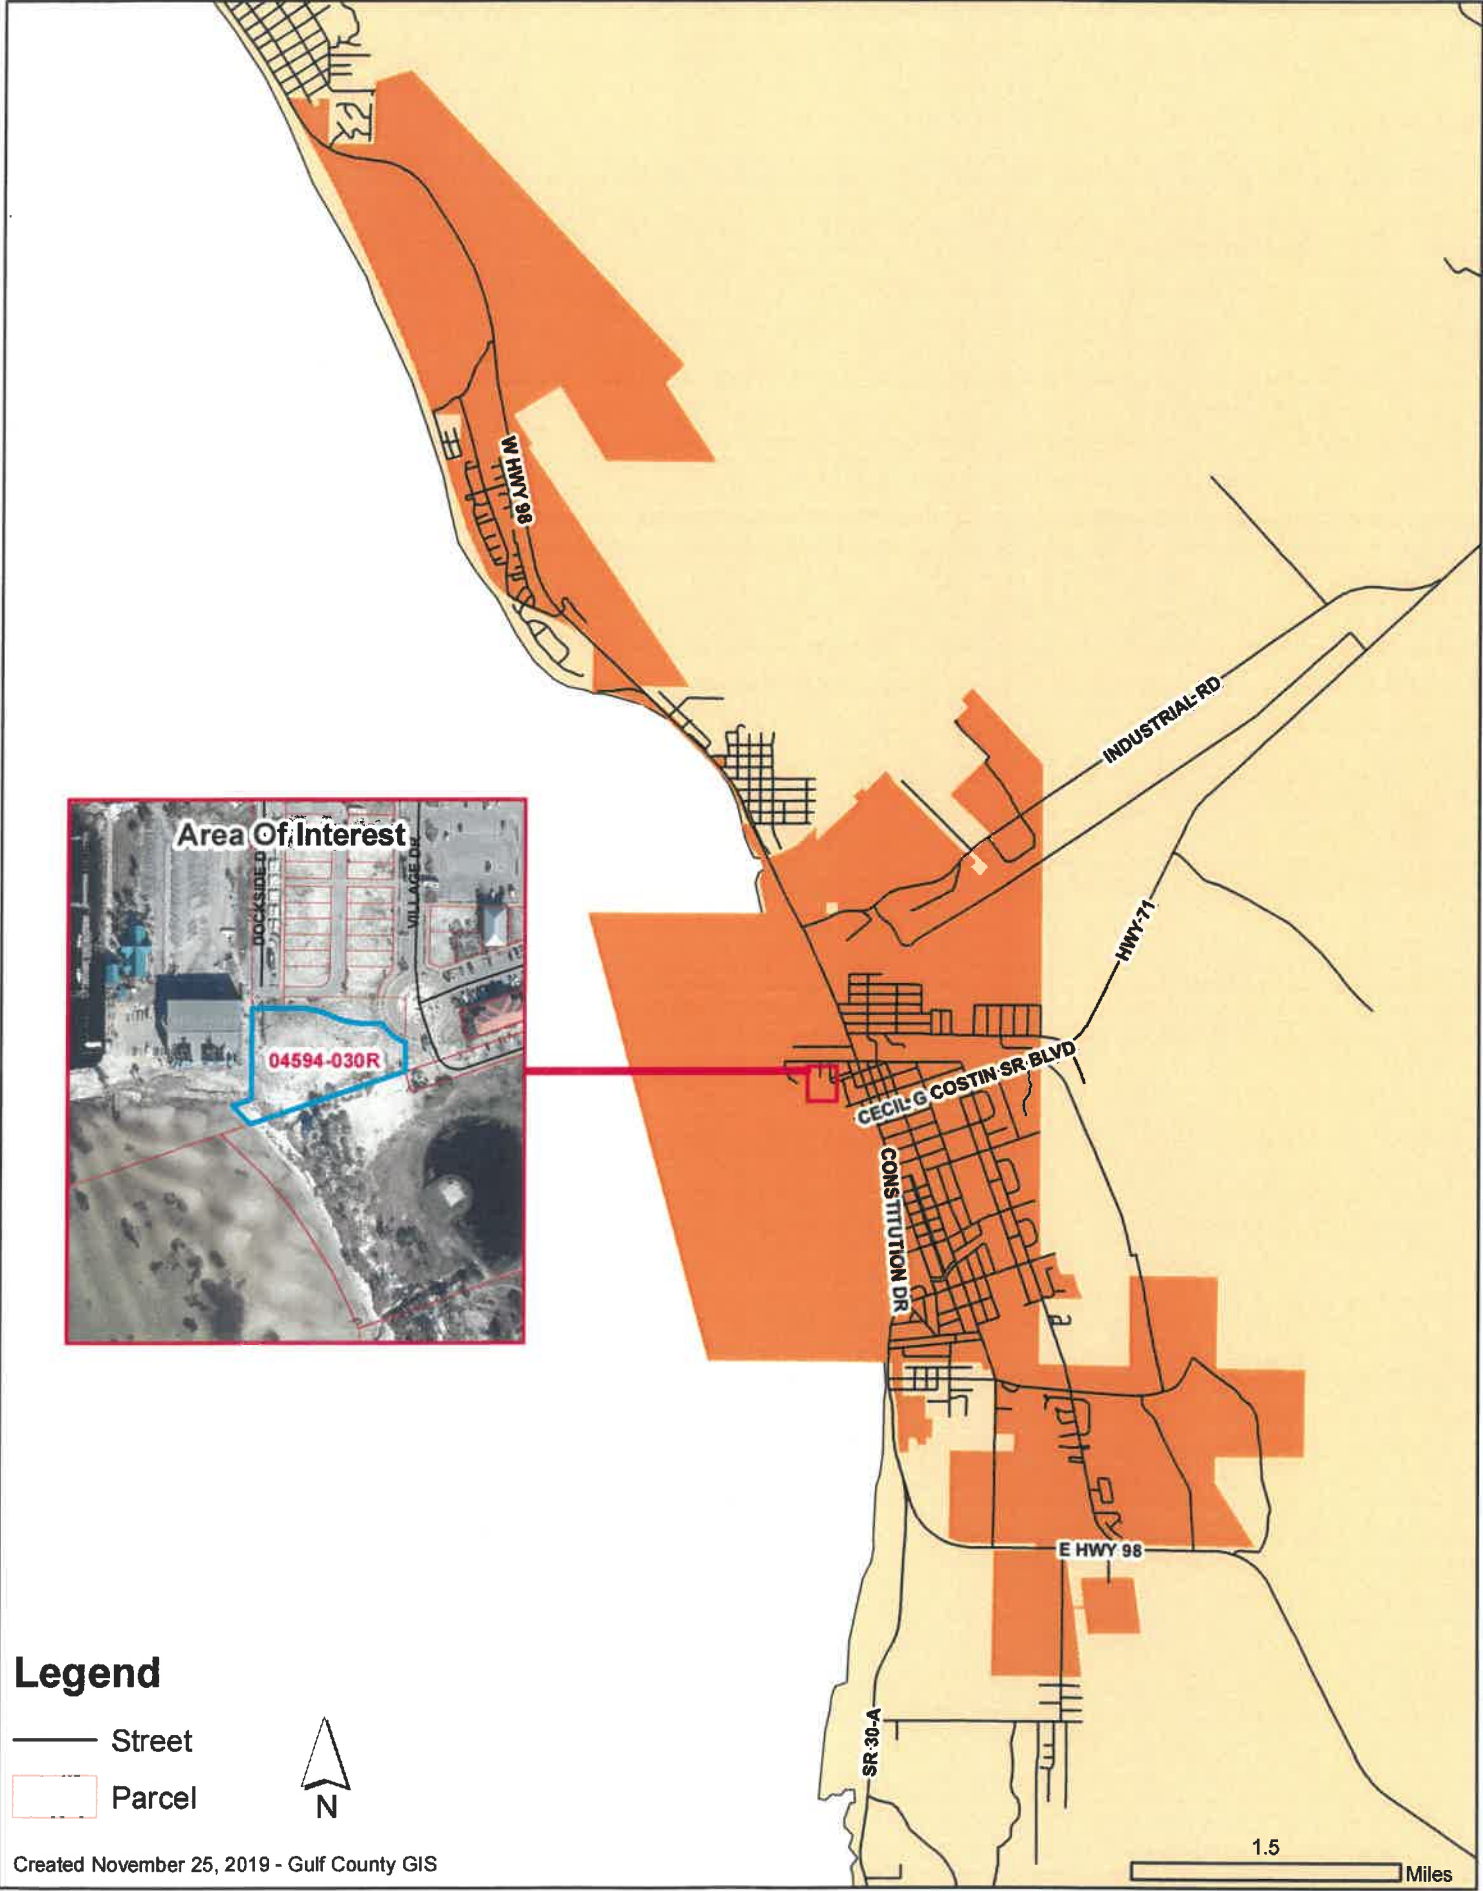 W HWY 98
INDUSTRIAL RD
HWY-71
Area Of Interest
VILLAGE DR
04594-030R
CECIL G COSTIN SR BLVD
CONSTITUTION DR
E HWY 98
SR 30-A
Legend
Street
Parcel
N
Created November 25, 2019 - Gulf County GIS
1.5
Miles